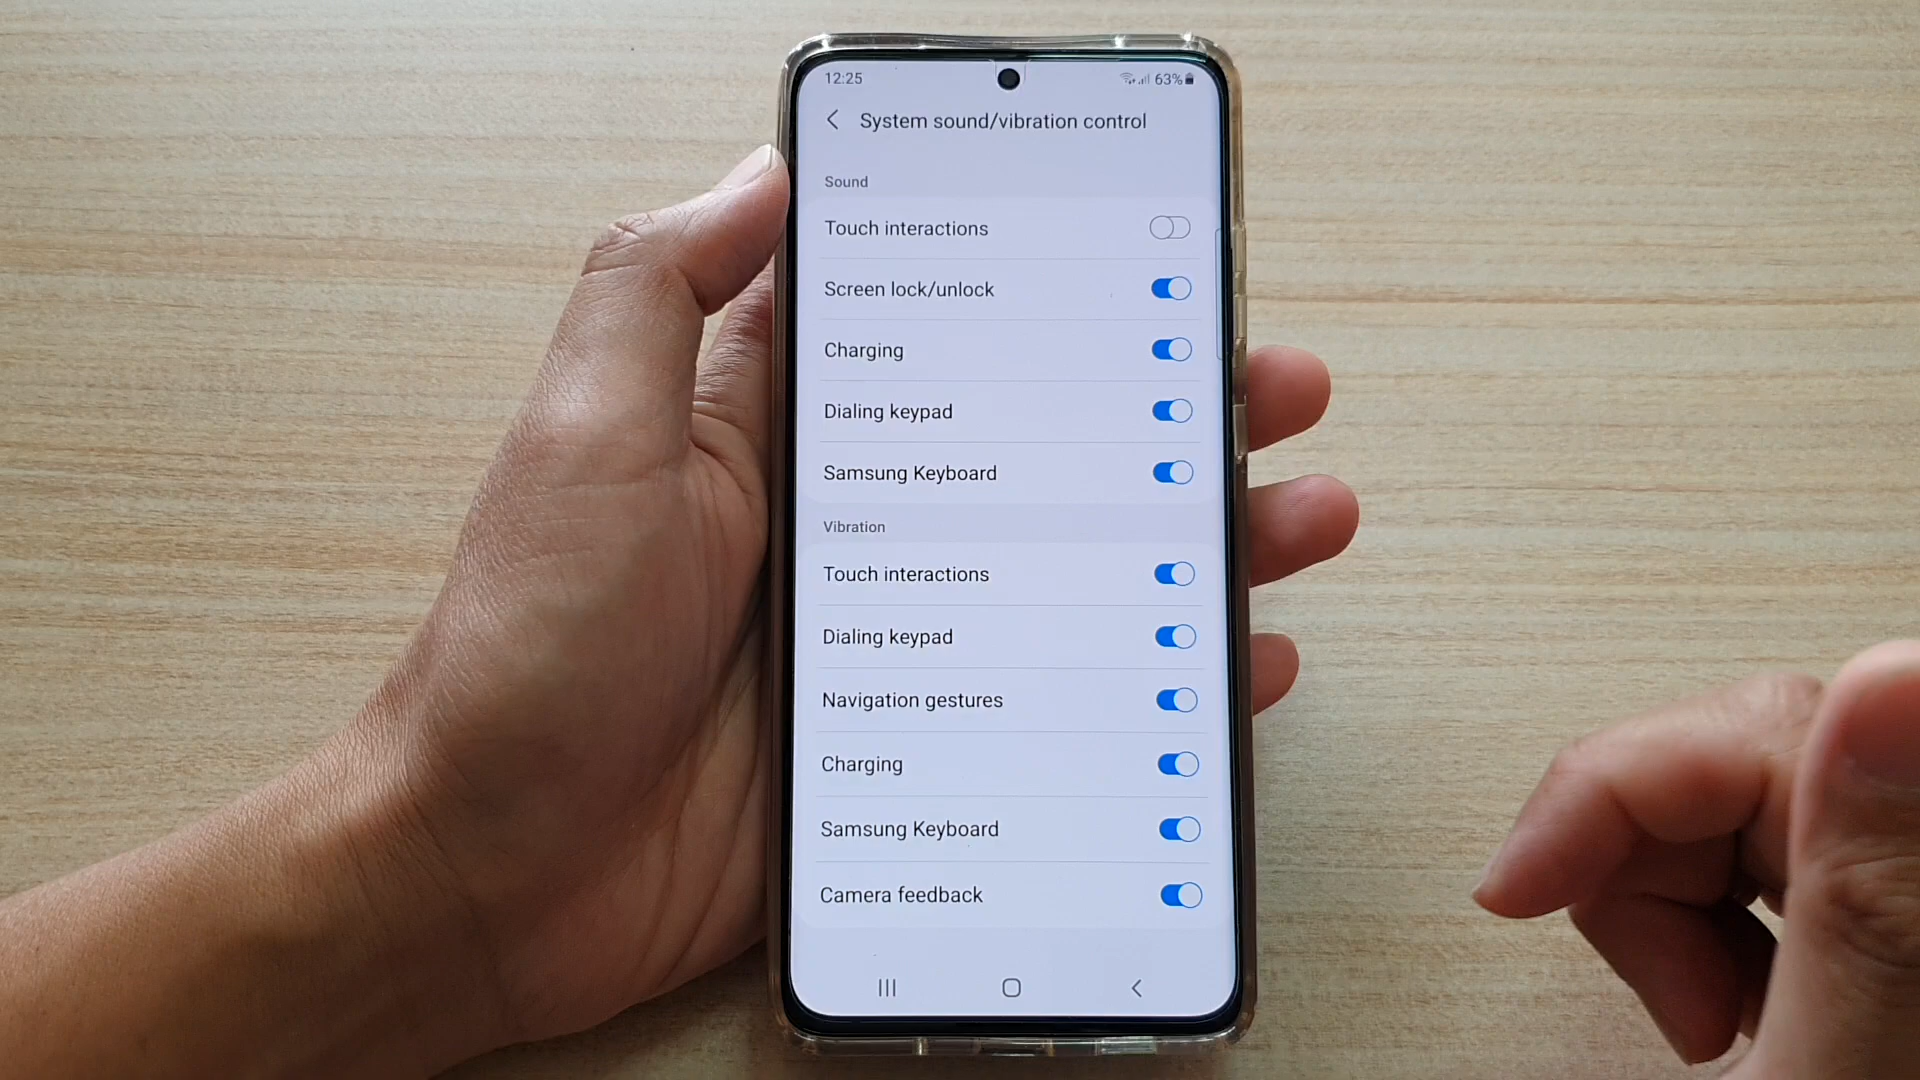 12:25 63%
System sound/vibration control
Sound
Touch interactions
Screen lock/unlock
Charging
Dialing keypad
Samsung Keyboard
Vibration
Touch interactions
Dialing keypad
Navigation gestures
Charging
Samsung Keyboard
Camera feedback